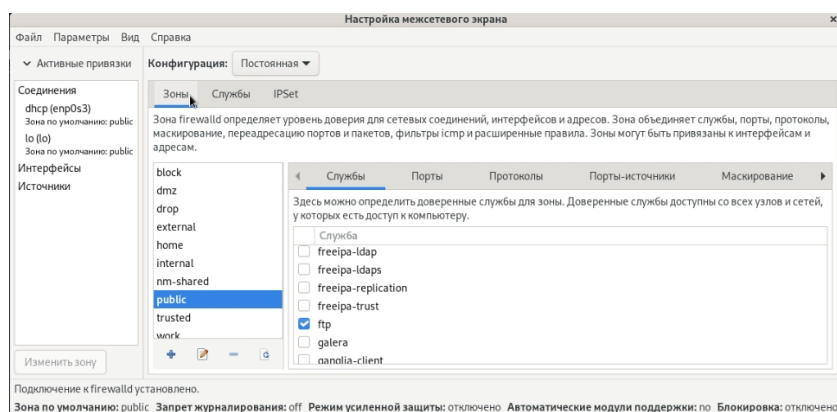 Настройка межсетевого экрана
Файл Параметры Вид Справка
Активные привязки Конфигурация: Постоянная
Соединения
dhcp (enp0s3)
Зона по умолчанию: public
lo (lo)
Зона по умолчанию: public
Интерфейсы
Источники
Изменить зону
Зоны Службы IPSet
Зона firewalld определяет уровень доверия для сетевых соединений, интерфейсов и адресов. Зона объединяет службы, порты, протоколы,
маскирование, переадресацию портов и пакетов, фильтры icmp и расширенные правила. Зоны могут быть привязаны к интерфейсам и
адресам.
block
dmz
drop
external
home
internal
nm-shared
public
trusted
work
Службы Порты Протоколы Порты-источники Маскирование
Здесь можно определить доверенные службы для зоны. Доверенные службы доступны со всех узлов и сетей,
у которых есть доступ к компьютеру.
Служба
freeipa-ldap
freeipa-ldaps
freeipa-replication
freeipa-trust
ftp
galera
ganglia-client
Подключение к firewalld установлено.
Зона по умолчанию: public Запрет журналирования: off Режим усиленной защиты: отключено Автоматические модули поддержки: no Блокировка: отключено